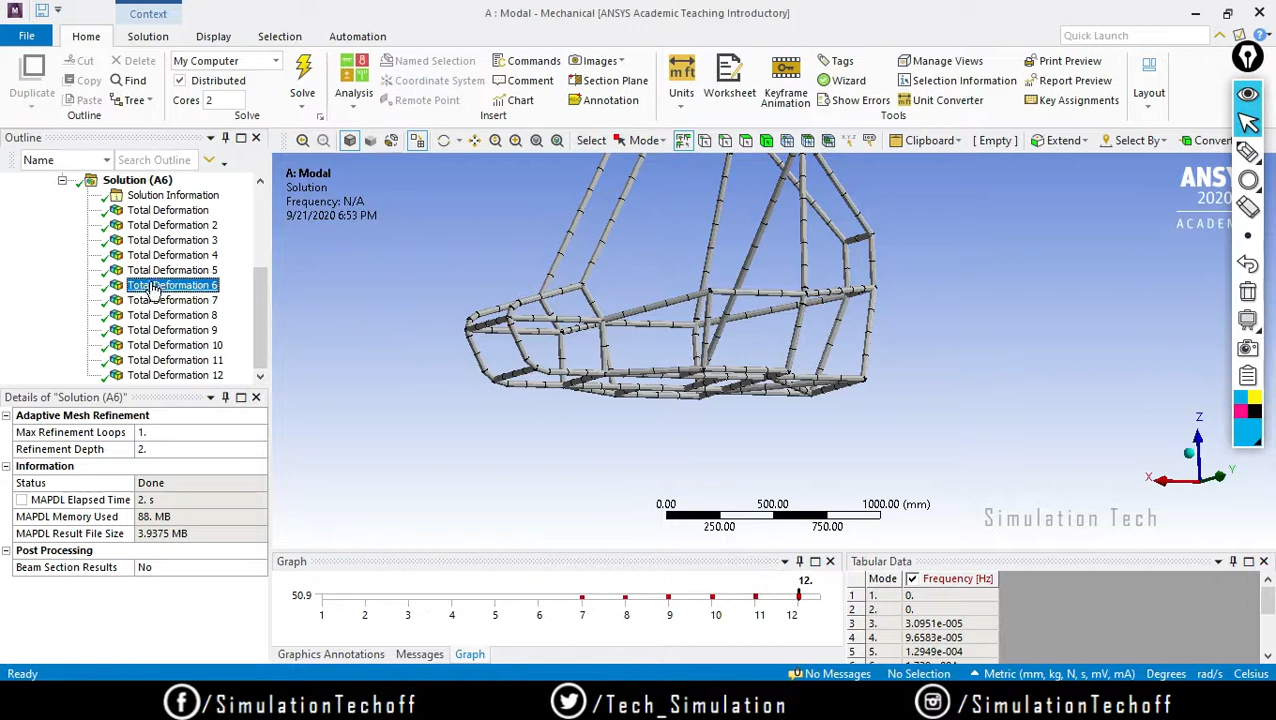 A : Modal - Mechanical [ANSYS Academic Teaching Introductory]
Context
File Home Solution Display Selection Automation Quick Launch
Duplicate
Cut
Copy
Paste
Delete
Find
Tree
Outline
My Computer
Distributed
Cores 2
Solve
Solve
Analysis
Named Selection
Coordinate System
Remote Point
Commands
Comment
Chart
Images
Section Plane
Annotation
Insert
Units
Worksheet
Keyframe Animation
Tags
Wizard
Show Errors
Manage Views
Selection Information
Unit Converter
Print Preview
Report Preview
Key Assignments
Tools
Layout
Outline
Name Search Outline
Select Mode Clipboard [ Empty ] Extend Select By Convert
Solution (A6)
Solution Information
Total Deformation
Total Deformation 2
Total Deformation 3
Total Deformation 4
Total Deformation 5
Total Deformation 6
Total Deformation 7
Total Deformation 8
Total Deformation 9
Total Deformation 10
Total Deformation 11
Total Deformation 12
Details of "Solution (A6)"
Adaptive Mesh Refinement
Max Refinement Loops 1.
Refinement Depth 2.
Information
Status Done
MAPDL Elapsed Time 2. s
MAPDL Memory Used 88. MB
MAPDL Result File Size 3.9375 MB
Post Processing
Beam Section Results No
A: Modal
Solution
Frequency: N/A
9/21/2020 6:53 PM
ANS
2020
ACADE
Z
X
Y
0.00 500.00 1000.00 (mm)
250.00 750.00
Simulation Tech
Graph
12.
50.9
1 2 3 4 5 6 7 8 9 10 11 12
Graphics Annotations Messages Graph
Tabular Data
Mode Frequency [Hz]
1 1. 0.
2 2. 0.
3 3. 3.0951e-005
4 4. 9.6583e-005
5 5. 1.2949e-004
Ready 0 No Messages No Selection Metric (mm, kg, N, s, mV, mA) Degrees rad/s Celsius
/SimulationTechoff /Tech_Simulation /SimulationTechoff